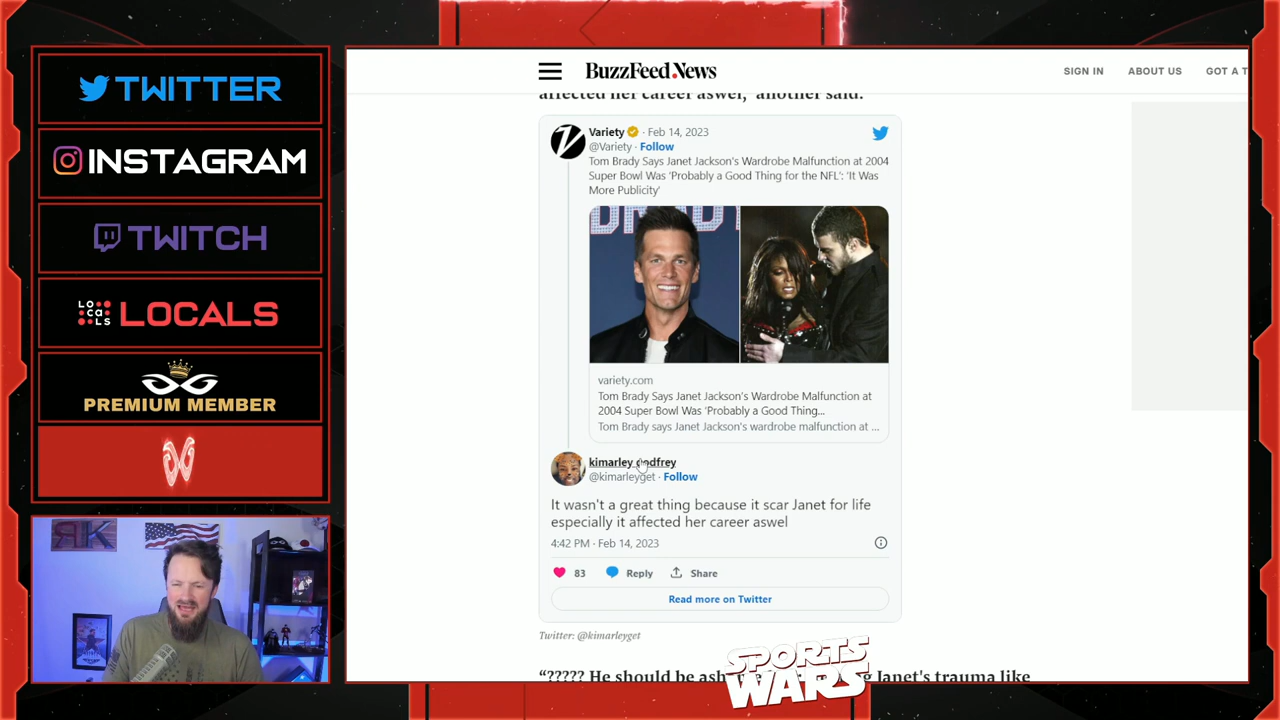 TWITTER
INSTAGRAM
TWITCH
LOCALS
LOCALS
PREMIUM MEMBER
BuzzFeed News
SIGN IN
ABOUT US
GOT A T
affected her career aswel," another said.
Variety · Feb 14, 2023
@Variety · Follow
Tom Brady Says Janet Jackson's Wardrobe Malfunction at 2004
Super Bowl Was 'Probably a Good Thing for the NFL': 'It Was
More Publicity'
BRADY
variety.com
Tom Brady Says Janet Jackson's Wardrobe Malfunction at
2004 Super Bowl Was 'Probably a Good Thing...
Tom Brady says Janet Jackson's wardrobe malfunction at ...
kimarley godfrey
@kimarleyget · Follow
It wasn't a great thing because it scar Janet for life
especially it affected her career aswel
4:42 PM · Feb 14, 2023
83 Reply Share
Read more on Twitter
Twitter: @kimarleyget
"????? He should be Janet's trauma like
SPORTS
WARS